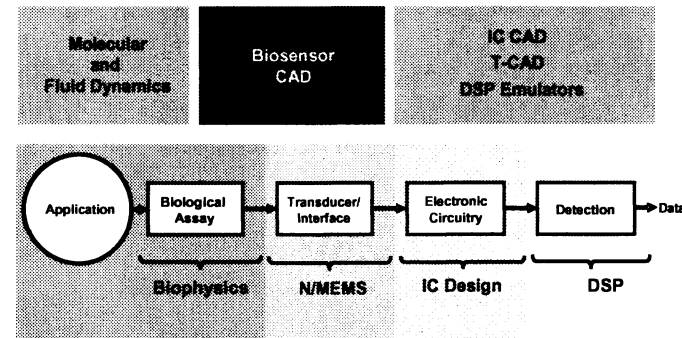 Molecular
and
Fluid Dynamics
Biosensor
CAD
IC CAD
T-CAD
DSP Emulators
Application
Biological
Assay
Transducer/
Interface
Electronic
Circuitry
Detection
Data
Biophysics
N/MEMS
IC Design
DSP